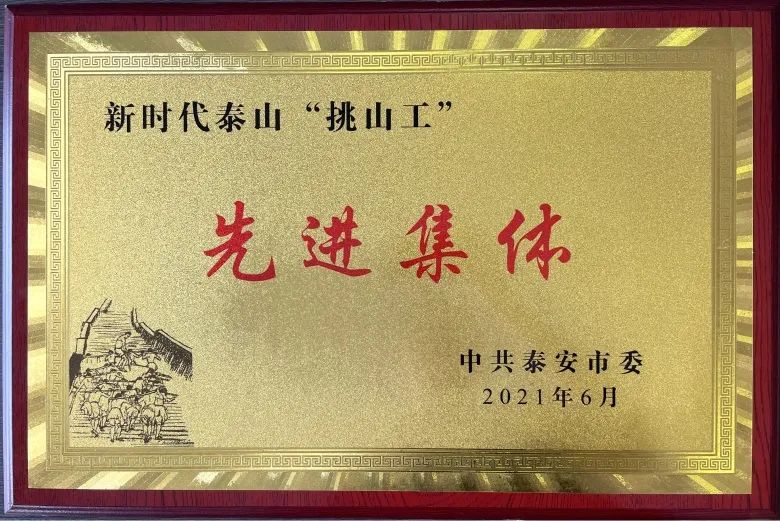 新时代泰山“挑山工”
先进集体
中共泰安市委
2021年6月